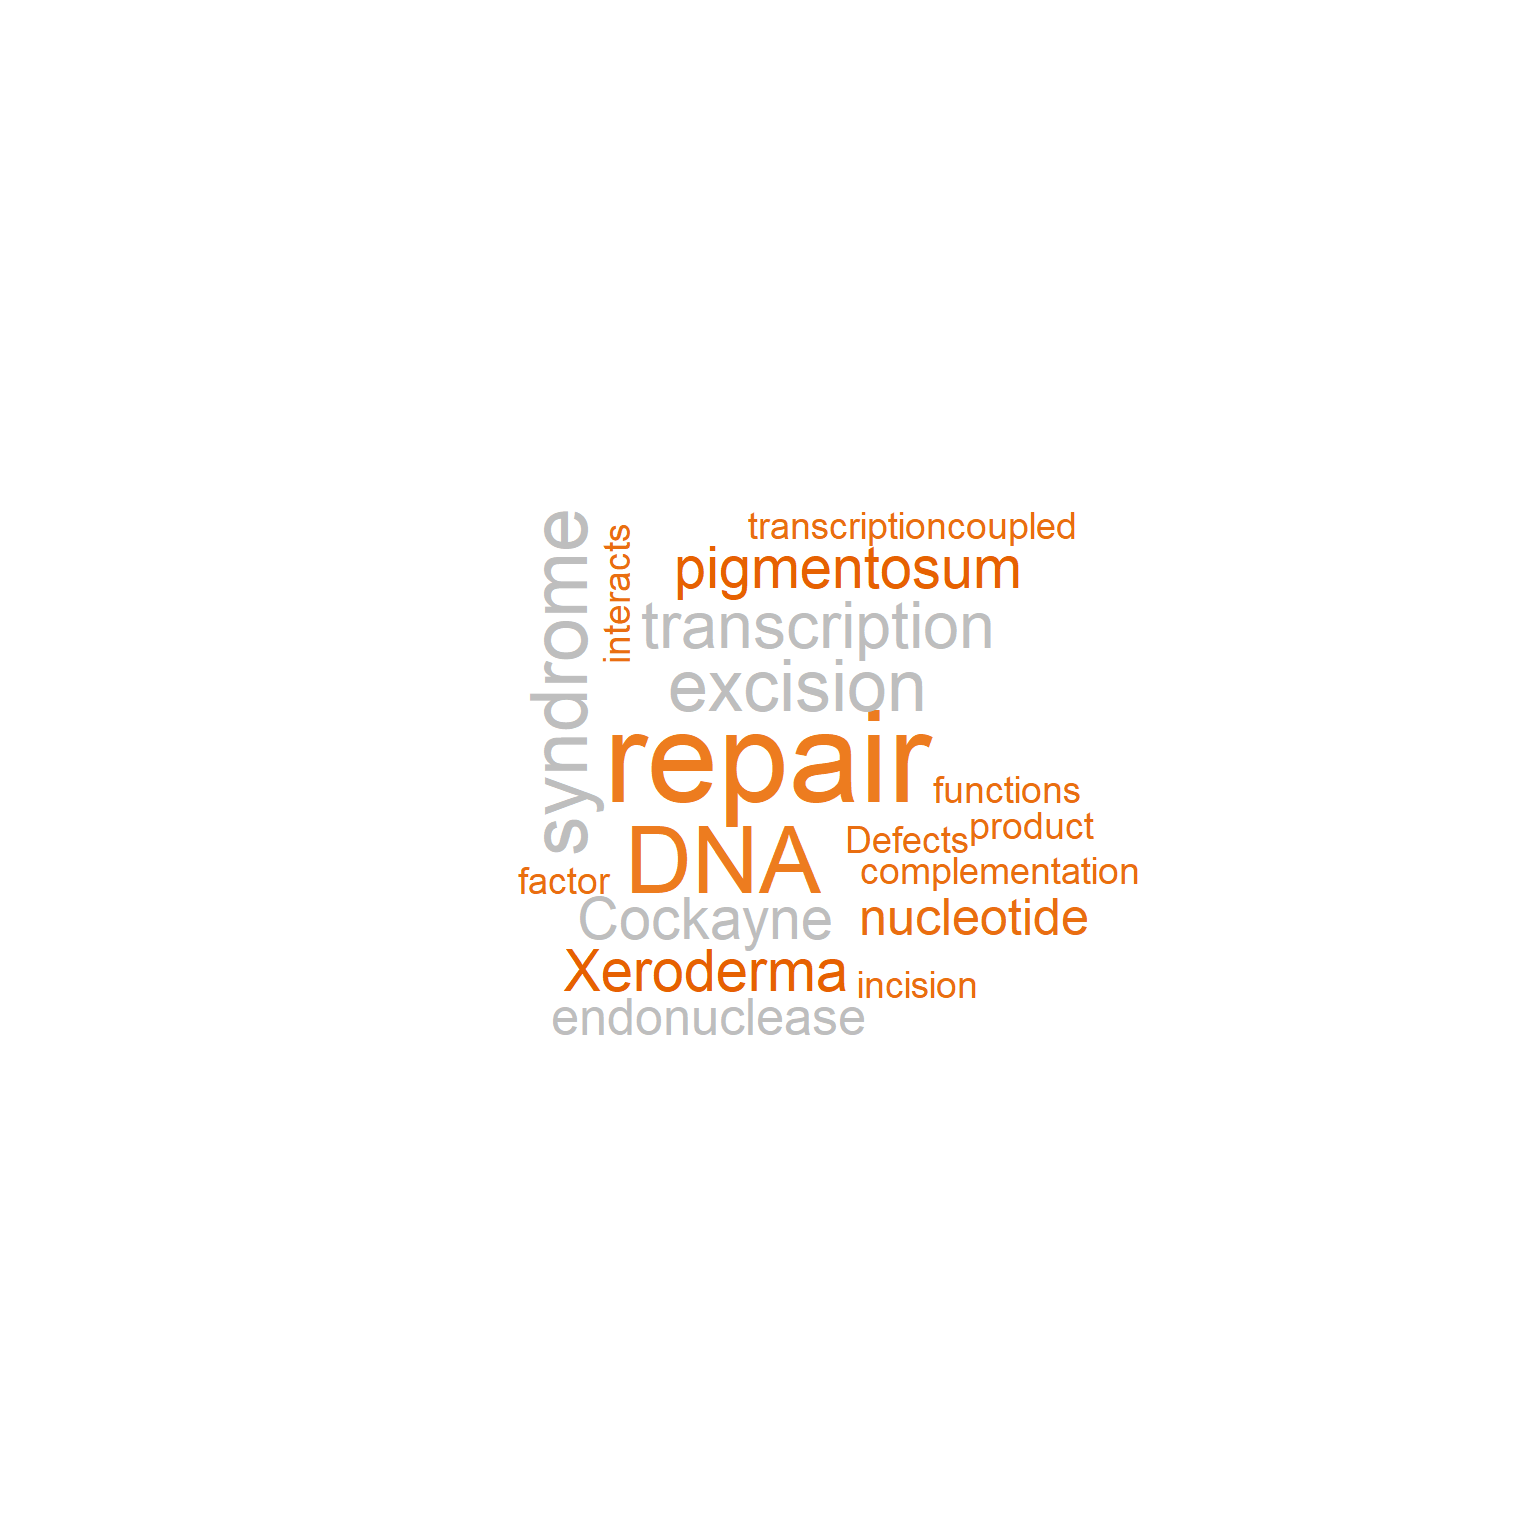 syndrome
interacts
transcriptioncoupled
pigmentosum
transcription
excision
repair
functions
product
Defects
DNA
complementation
factor
Cockayne
nucleotide
Xeroderma
incision
endonuclease